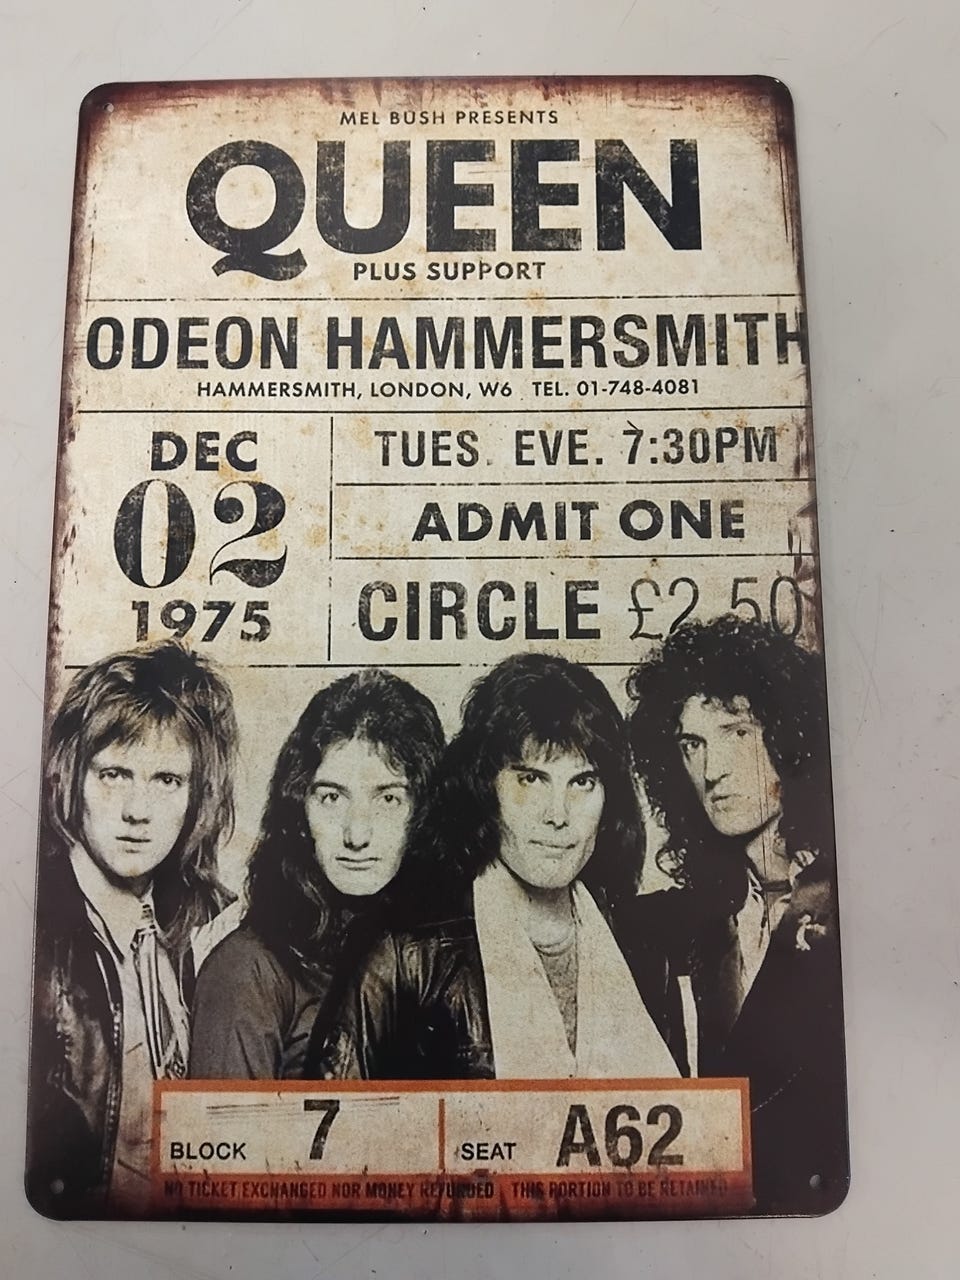 MEL BUSH PRESENTS
QUEEN
PLUS SUPPORT
ODEON HAMMERSMITH
HAMMERSMITH, LONDON, W6 TEL. 01-748-4081
DEC
02
1975
TUES. EVE. 7:30PM
ADMIT ONE
CIRCLE £2.50
BLOCK 7
SEAT A62
NO TICKET EXCHANGED NOR MONEY REFUNDED THIS PORTION TO BE RETAINED